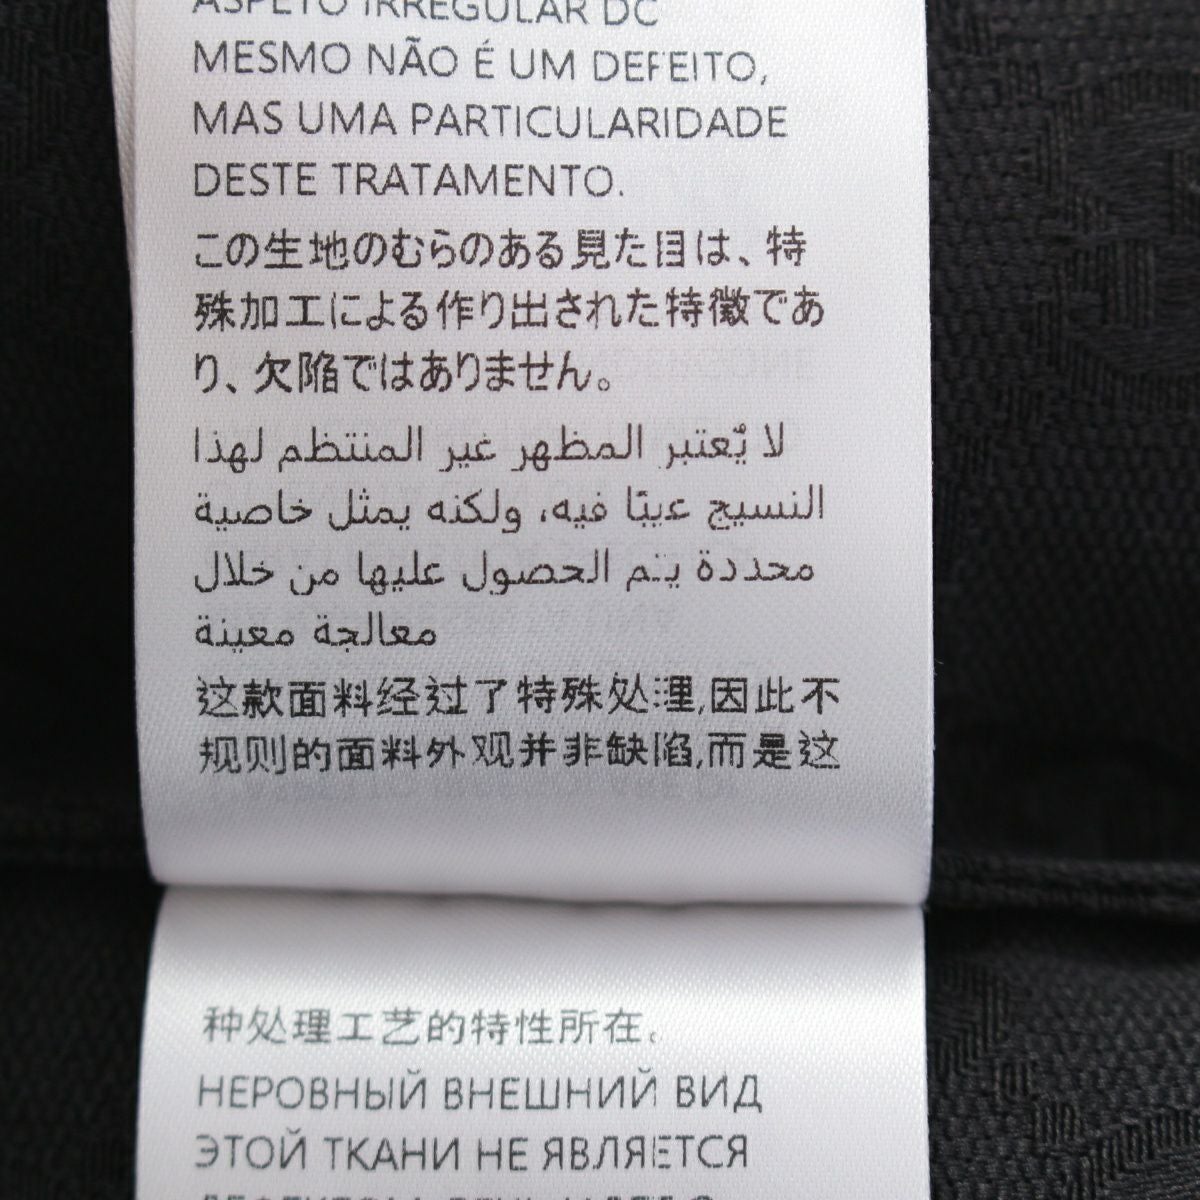 ASPETO IRREGULAR DO
MESMO NÃO É UM DEFEITO,
MAS UMA PARTICULARIDADE
DESTE TRATAMENTO.
この生地のむらのある見た目は、特
殊加工による作り出された特徴であ
り、欠陥ではありません。
لا يُعتبر المظهر غير المنتظم لهذا
النسيج عيبًا فيه، ولكنه يمثل خاصية
محددة يتم الحصول عليها من خلال
معالجة معينة
这款面料经过了特殊处理,因此不
规则的面料外观并非缺陷,而是这
种处理工艺的特性所在。
НЕРОВНЫЙ ВНЕШНИЙ ВИД
ЭТОЙ ТКАНИ НЕ ЯВЛЯЕТСЯ